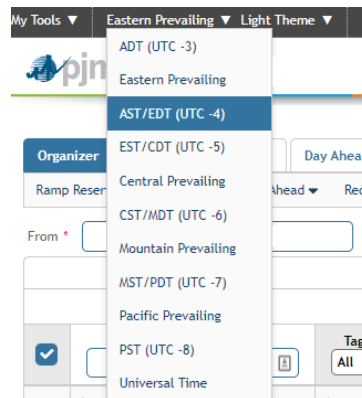 My Tools ▼ Eastern Prevailing ▼ Light Theme ▼
ADT (UTC -3)
pjm
Eastern Prevailing
AST/EDT (UTC -4)
Organizer
EST/CDT (UTC -5)
Day Ahea
Ramp Reser
Central Prevailing
Ahead
Rec
CST/MDT (UTC -6)
From *
Mountain Prevailing
MST/PDT (UTC -7)
Pacific Prevailing
Tag
PST (UTC -8)
All
Universal Time